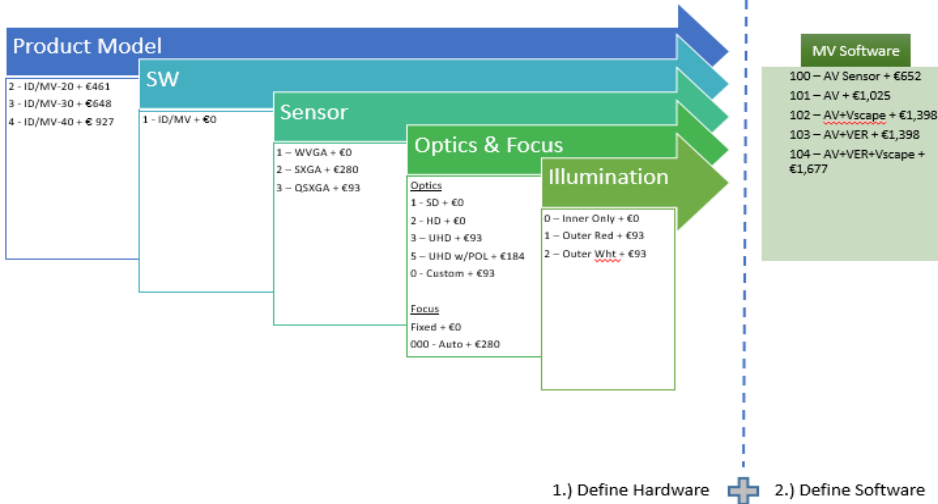 Product Model
2 - ID/MV-20 + €461
3 - ID/MV-30 + €648
4 - ID/MV-40 + € 927
SW
1 - ID/MV + €0
Sensor
1 – WVGA + €0
2 – SXGA + €280
3 – QSXGA + €93
Optics & Focus
Optics
1 - SD + €0
2 - HD + €0
3 – UHD + €93
5 – UHD w/POL + €184
0 - Custom + €93
Focus
Fixed + €0
000 - Auto + €280
Illumination
0 – Inner Only + €0
1 – Outer Red + €93
2 – Outer Wht + €93
MV Software
100 – AV Sensor + €652
101 – AV + €1,025
102 – AV+Vscape + €1,398
103 – AV+VER + €1,398
104 – AV+VER+Vscape +
€1,677
1.) Define Hardware
2.) Define Software